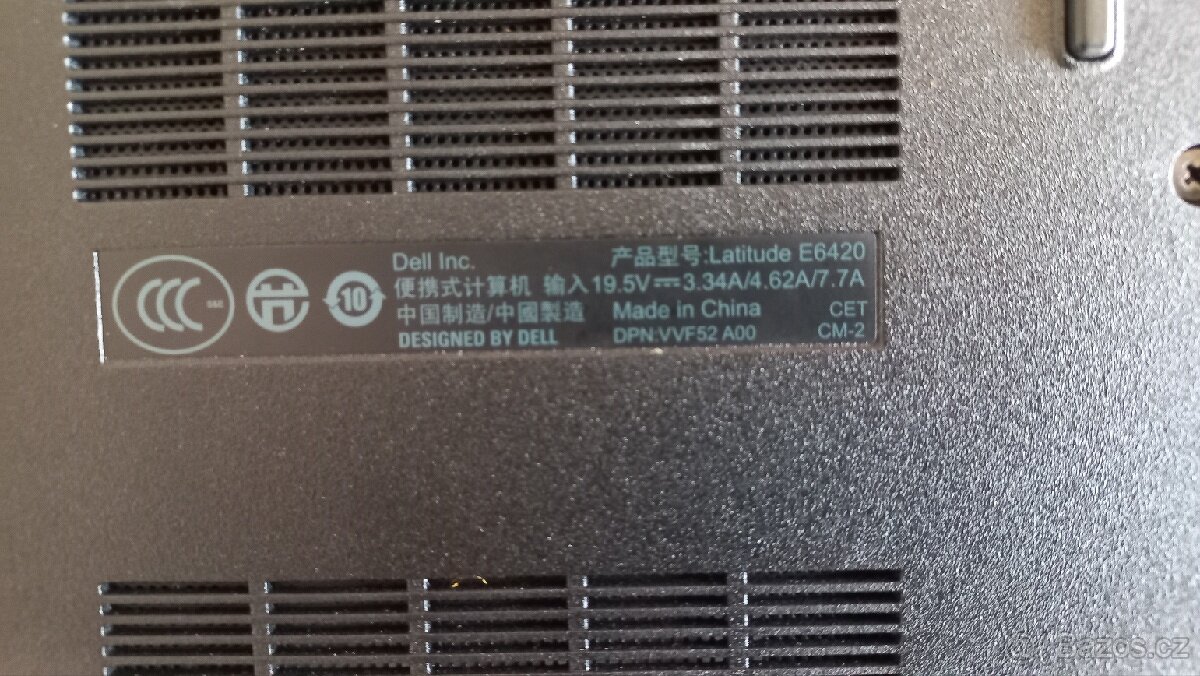 Dell Inc. 产品型号:Latitude E6420
便携式计算机 输入 19.5V⎓3.34A/4.62A/7.7A
中国制造/中國製造 Made in China CET
DESIGNED BY DELL DPN:VVF52 A00 CM-2
CCC
10
Bazos.cz